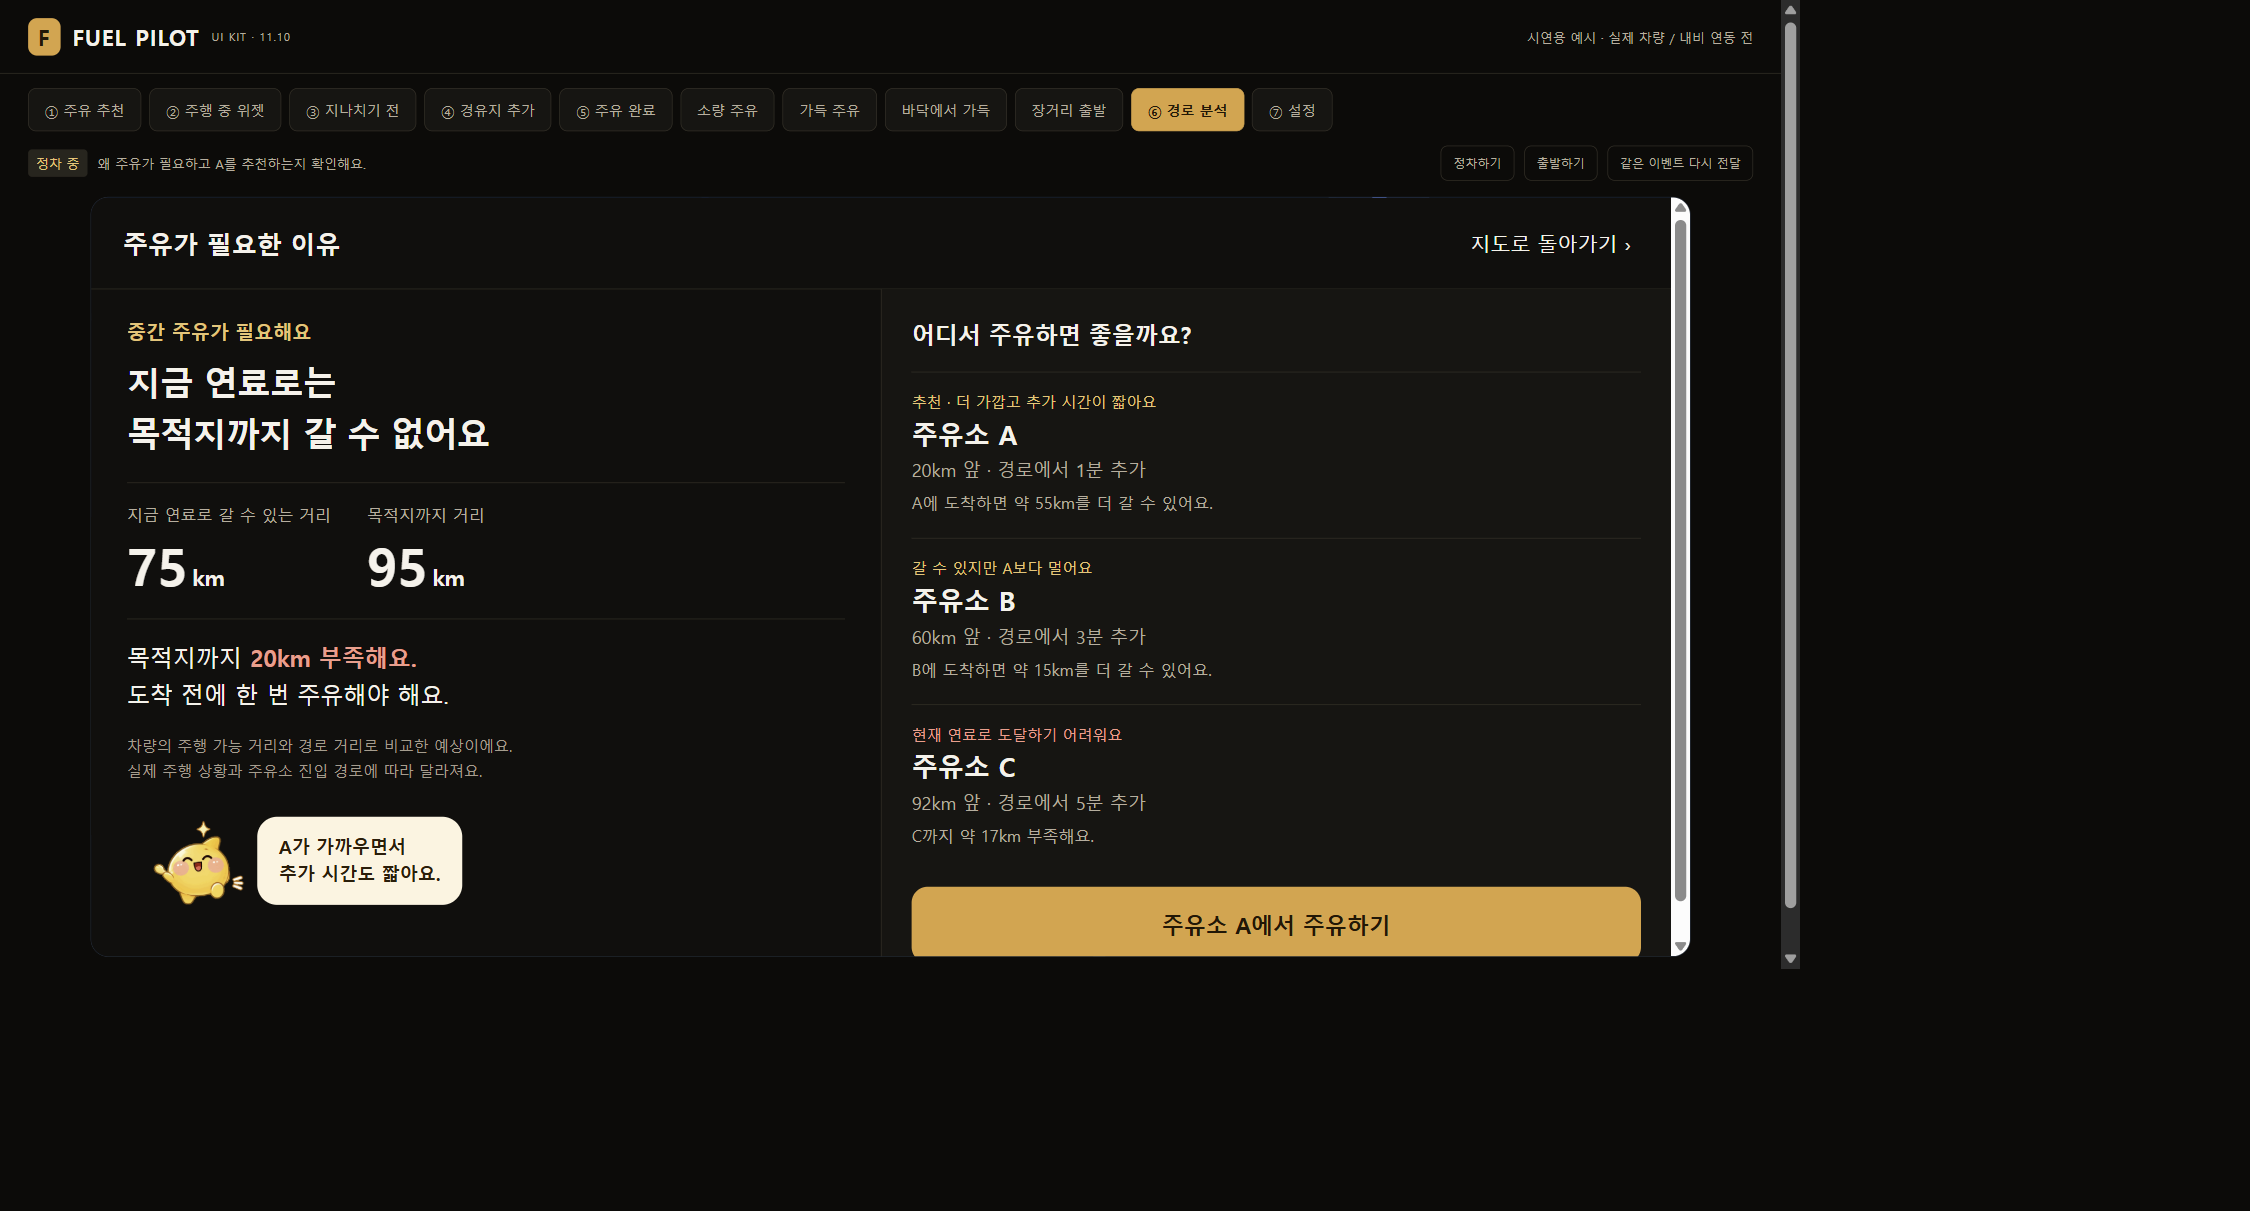 F FUEL PILOT UI KIT · 11.10
시연용 예시 · 실제 차량 / 내비 연동 전
① 주유 추천
② 주행 중 위젯
③ 지나치기 전
④ 경유지 추가
⑤ 주유 완료
소량 주유
가득 주유
바닥에서 가득
장거리 출발
⑥ 경로 분석
⑦ 설정
정차 중 왜 주유가 필요하고 A를 추천하는지 확인해요.
정차하기
출발하기
같은 이벤트 다시 전달
주유가 필요한 이유
지도로 돌아가기 ›
중간 주유가 필요해요
지금 연료로는
목적지까지 갈 수 없어요
지금 연료로 갈 수 있는 거리
75 km
목적지까지 거리
95 km
목적지까지 20km 부족해요.
도착 전에 한 번 주유해야 해요.
차량의 주행 가능 거리와 경로 거리로 비교한 예상이에요.
실제 주행 상황과 주유소 진입 경로에 따라 달라져요.
A가 가까우면서
추가 시간도 짧아요.
어디서 주유하면 좋을까요?
추천 · 더 가깝고 추가 시간이 짧아요
주유소 A
20km 앞 · 경로에서 1분 추가
A에 도착하면 약 55km를 더 갈 수 있어요.
갈 수 있지만 A보다 멀어요
주유소 B
60km 앞 · 경로에서 3분 추가
B에 도착하면 약 15km를 더 갈 수 있어요.
현재 연료로 도달하기 어려워요
주유소 C
92km 앞 · 경로에서 5분 추가
C까지 약 17km 부족해요.
주유소 A에서 주유하기